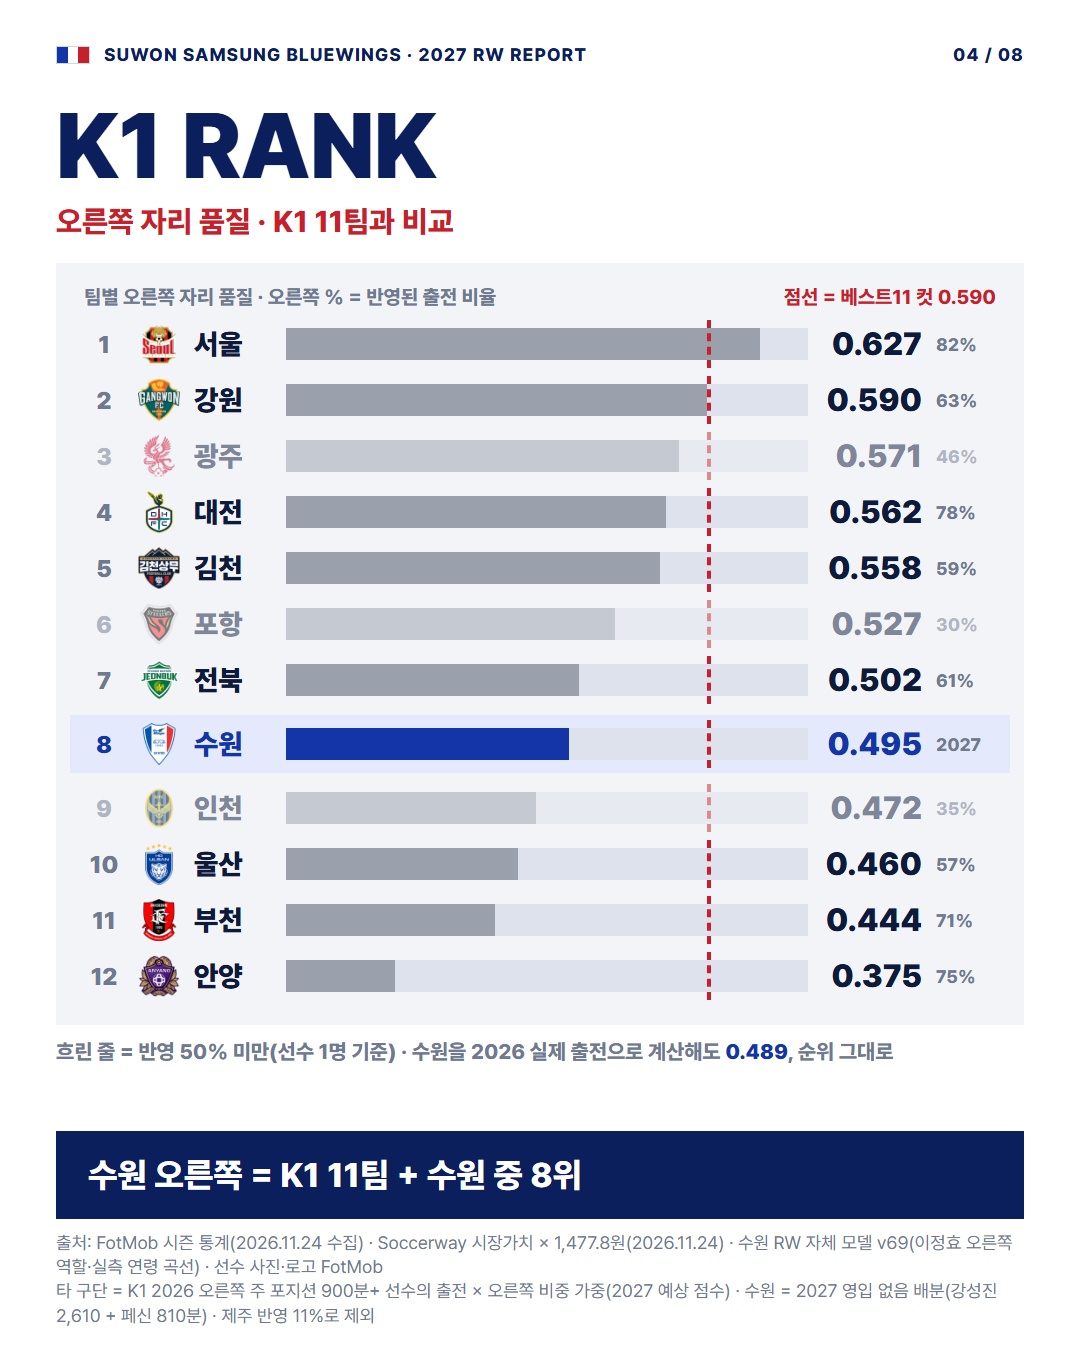 SUWON SAMSUNG BLUEWINGS · 2027 RW REPORT
04 / 08
K1 RANK
오른쪽 자리 품질 · K1 11팀과 비교
팀별 오른쪽 자리 품질 · 오른쪽 % = 반영된 출전 비율
점선 = 베스트11 컷 0.590
1 서울 0.627 82%
2 강원 0.590 63%
3 광주 0.571 46%
4 대전 0.562 78%
5 김천 0.558 59%
6 포항 0.527 30%
7 전북 0.502 61%
8 수원 0.495 2027
9 인천 0.472 35%
10 울산 0.460 57%
11 부천 0.444 71%
12 안양 0.375 75%
흐린 줄 = 반영 50% 미만(선수 1명 기준) · 수원을 2026 실제 출전으로 계산해도 0.489, 순위 그대로
수원 오른쪽 = K1 11팀 + 수원 중 8위
출처: FotMob 시즌 통계(2026.11.24 수집) · Soccerway 시장가치 × 1,477.8원(2026.11.24) · 수원 RW 자체 모델 v69(이정효 오른쪽
역할·실측 연령 곡선) · 선수 사진·로고 FotMob
타 구단 = K1 2026 오른쪽 주 포지션 900분+ 선수의 출전 × 오른쪽 비중 가중(2027 예상 점수) · 수원 = 2027 영입 없음 배분(강성진
2,610 + 페신 810분) · 제주 반영 11%로 제외